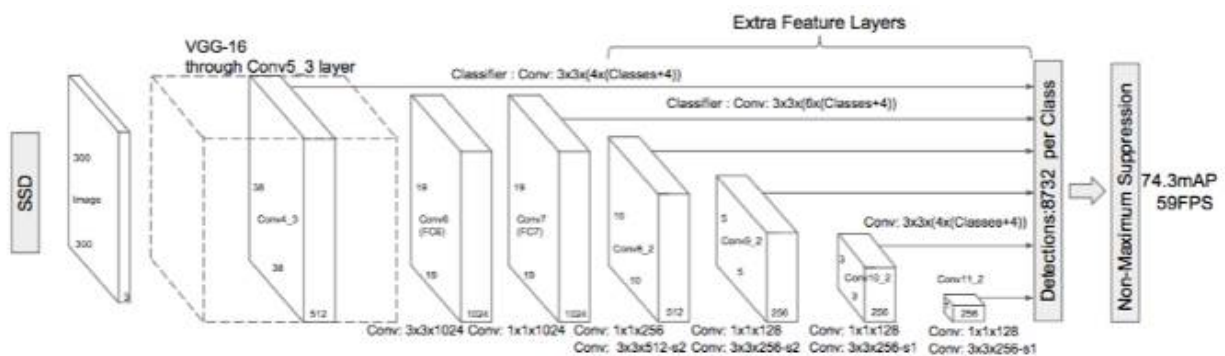 Extra Feature Layers
VGG-16
through Conv5_3 layer
Classifier : Conv: 3x3x(4x(Classes+4))
Classifier : Conv: 3x3x(6x(Classes+4))
SSD
300
Image
300
3
38
Conv4_3
38
512
19
Conv6
(FC6)
19
1024
19
Conv7
(FC7)
19
1024
10
Conv8_2
10
512
5
Conv9_2
5
256
Conv: 3x3x(4x(Classes+4))
3
Conv10_2
3
256
Conv11_2
256
Detections:8732 per Class
Non-Maximum Suppression
74.3mAP
59FPS
Conv: 3x3x1024
Conv: 1x1x1024
Conv: 1x1x256
Conv: 3x3x512-s2
Conv: 1x1x128
Conv: 3x3x256-s2
Conv: 1x1x128
Conv: 3x3x256-s1
Conv: 1x1x128
Conv: 3x3x256-s1